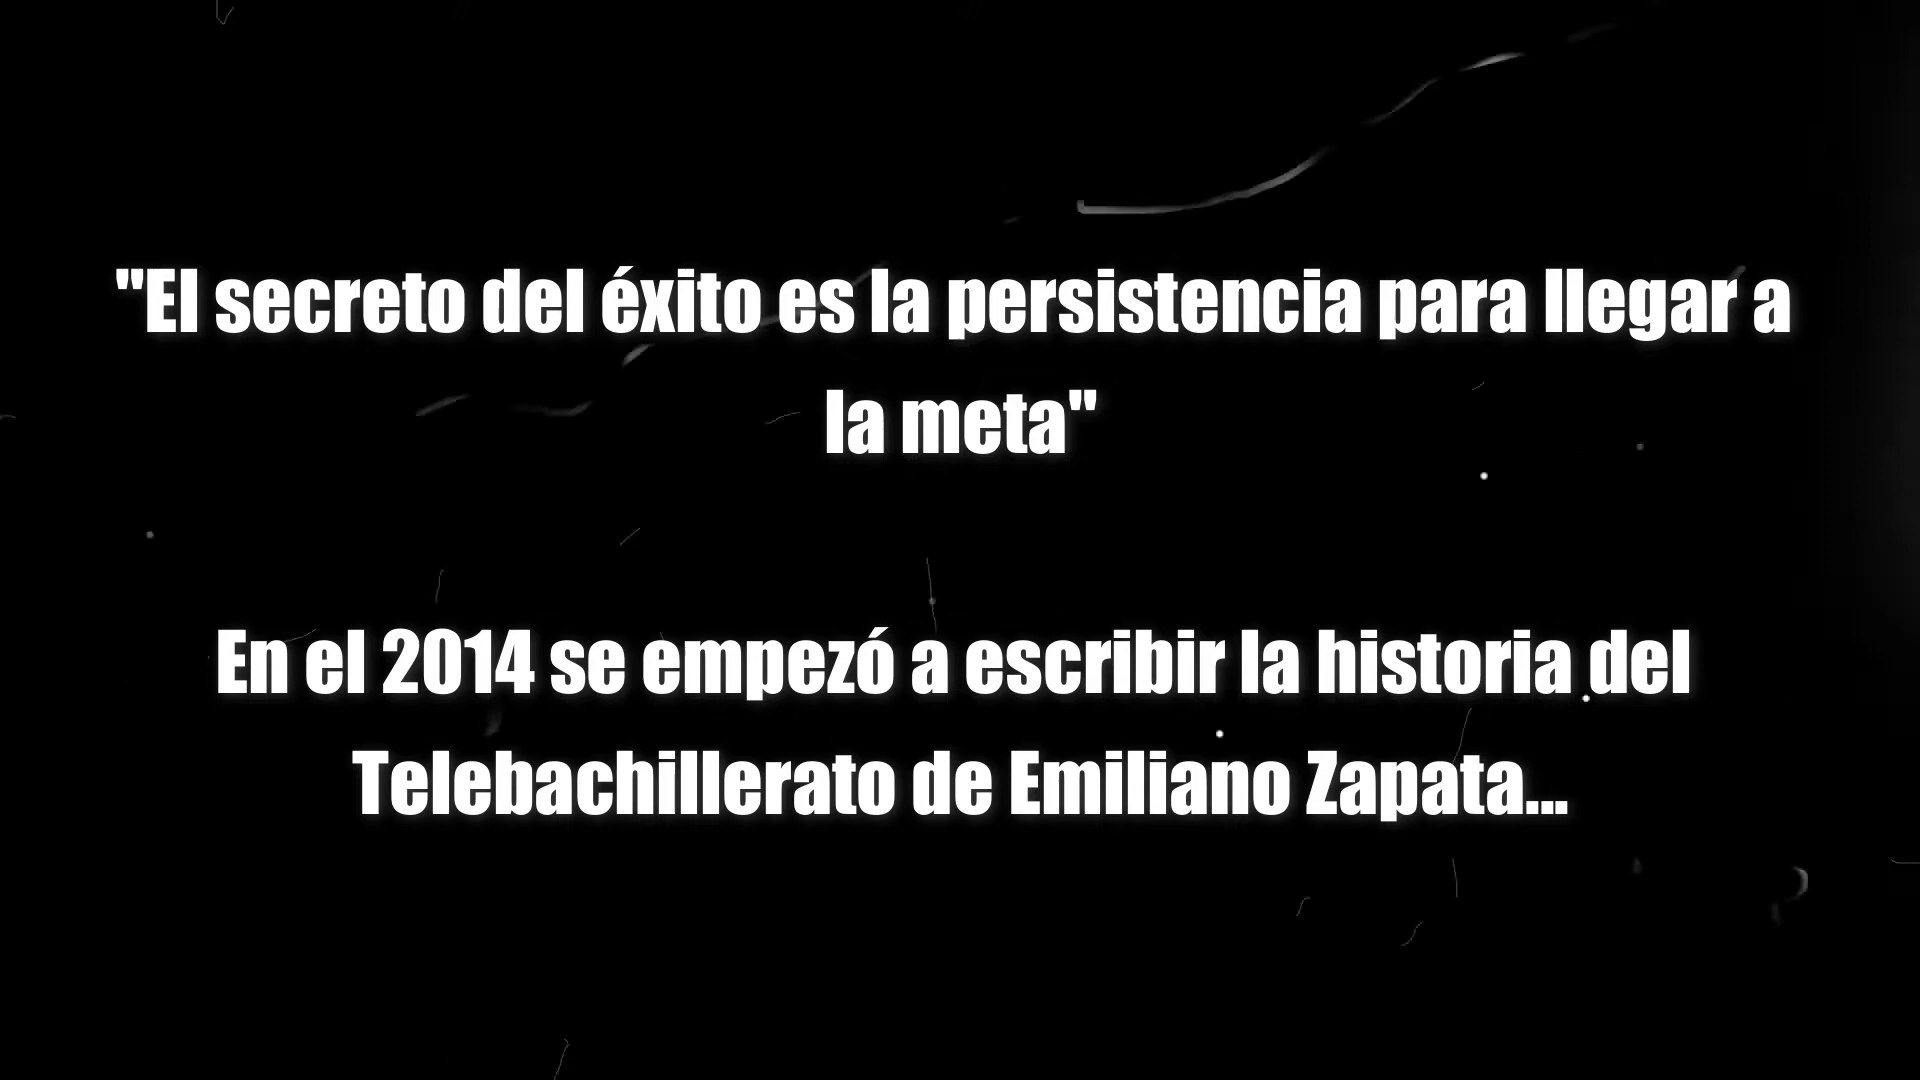 "El secreto del éxito es la persistencia para llegar a
la meta"
En el 2014 se empezó a escribir la historia del
Telebachillerato de Emiliano Zapata...